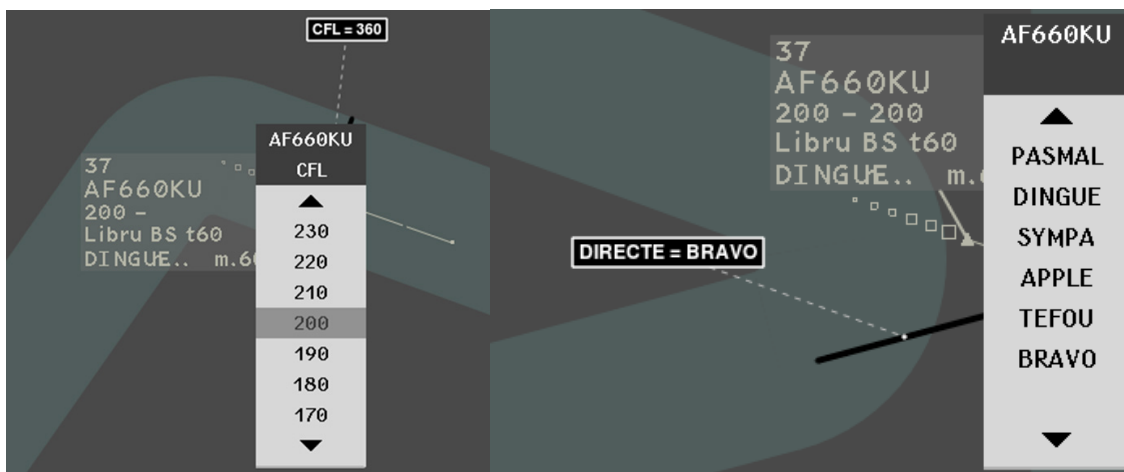 CFL = 360
AF660KU
CFL
230
220
210
200
190
180
170
37
AF660KU
200 -
Libru BS t60
DINGUE.. m.6
37
AF660KU
200 - 200
Libru BS t60
DINGUE.. m.
DIRECTE = BRAVO
AF660KU
PASMAL
DINGUE
SYMPA
APPLE
TEFOU
BRAVO